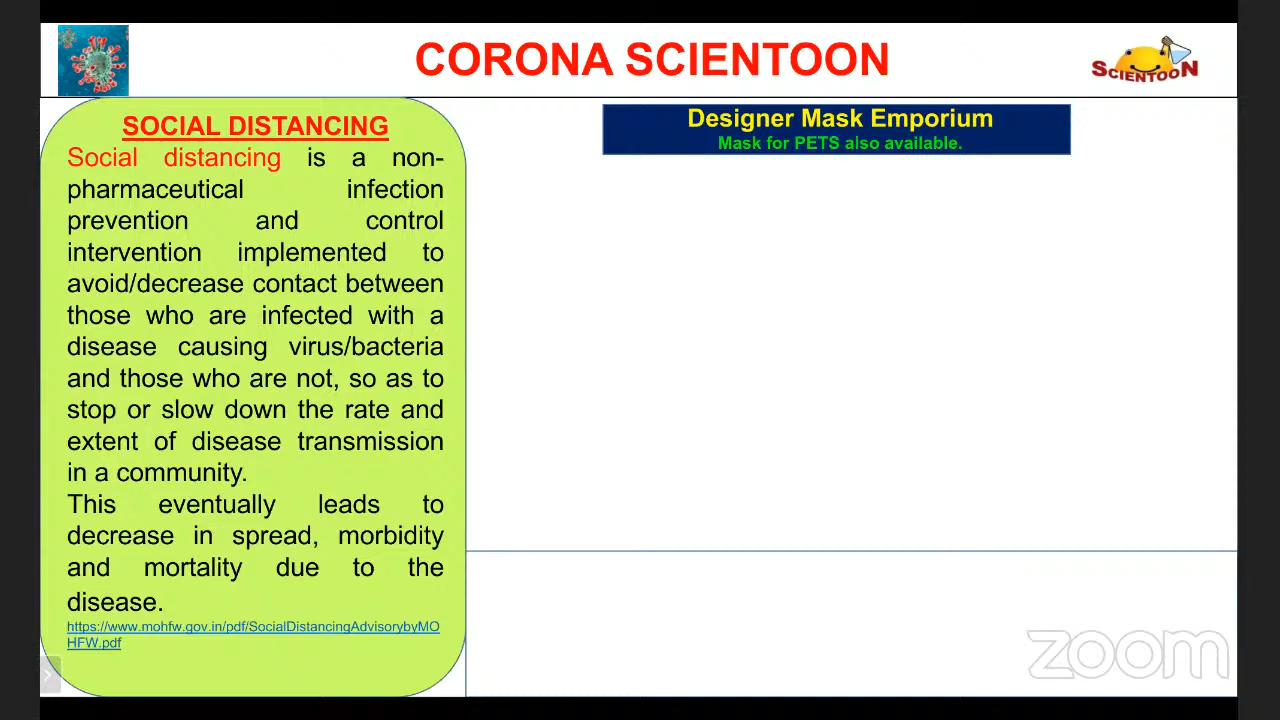 CORONA SCIENTOON
SCIENTOON
SOCIAL DISTANCING
Social distancing is a non-
pharmaceutical infection
prevention and control
intervention implemented to
avoid/decrease contact between
those who are infected with a
disease causing virus/bacteria
and those who are not, so as to
stop or slow down the rate and
extent of disease transmission
in a community.
This eventually leads to
decrease in spread, morbidity
and mortality due to the
disease.
https://www.mohfw.gov.in/pdf/SocialDistancingAdvisorybyMO
HFW.pdf
Designer Mask Emporium
Mask for PETS also available.
zoom